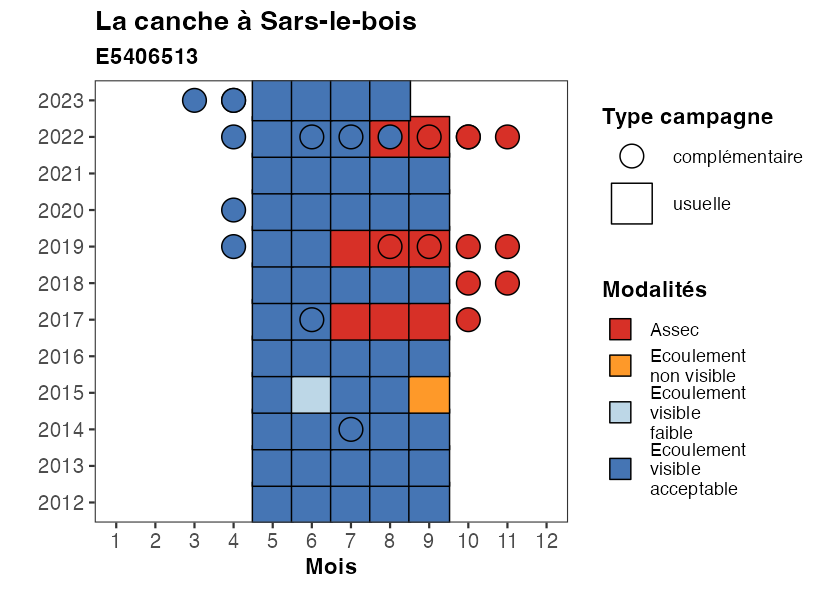 La canche à Sars-le-bois
E5406513
2023
2022
2021
2020
2019
2018
2017
2016
2015
2014
2013
2012
1 2 3 4 5 6 7 8 9 10 11 12
Mois
Type campagne
complémentaire
usuelle
Modalités
Assec
Ecoulement
non visible
Ecoulement
visible
faible
Ecoulement
visible
acceptable